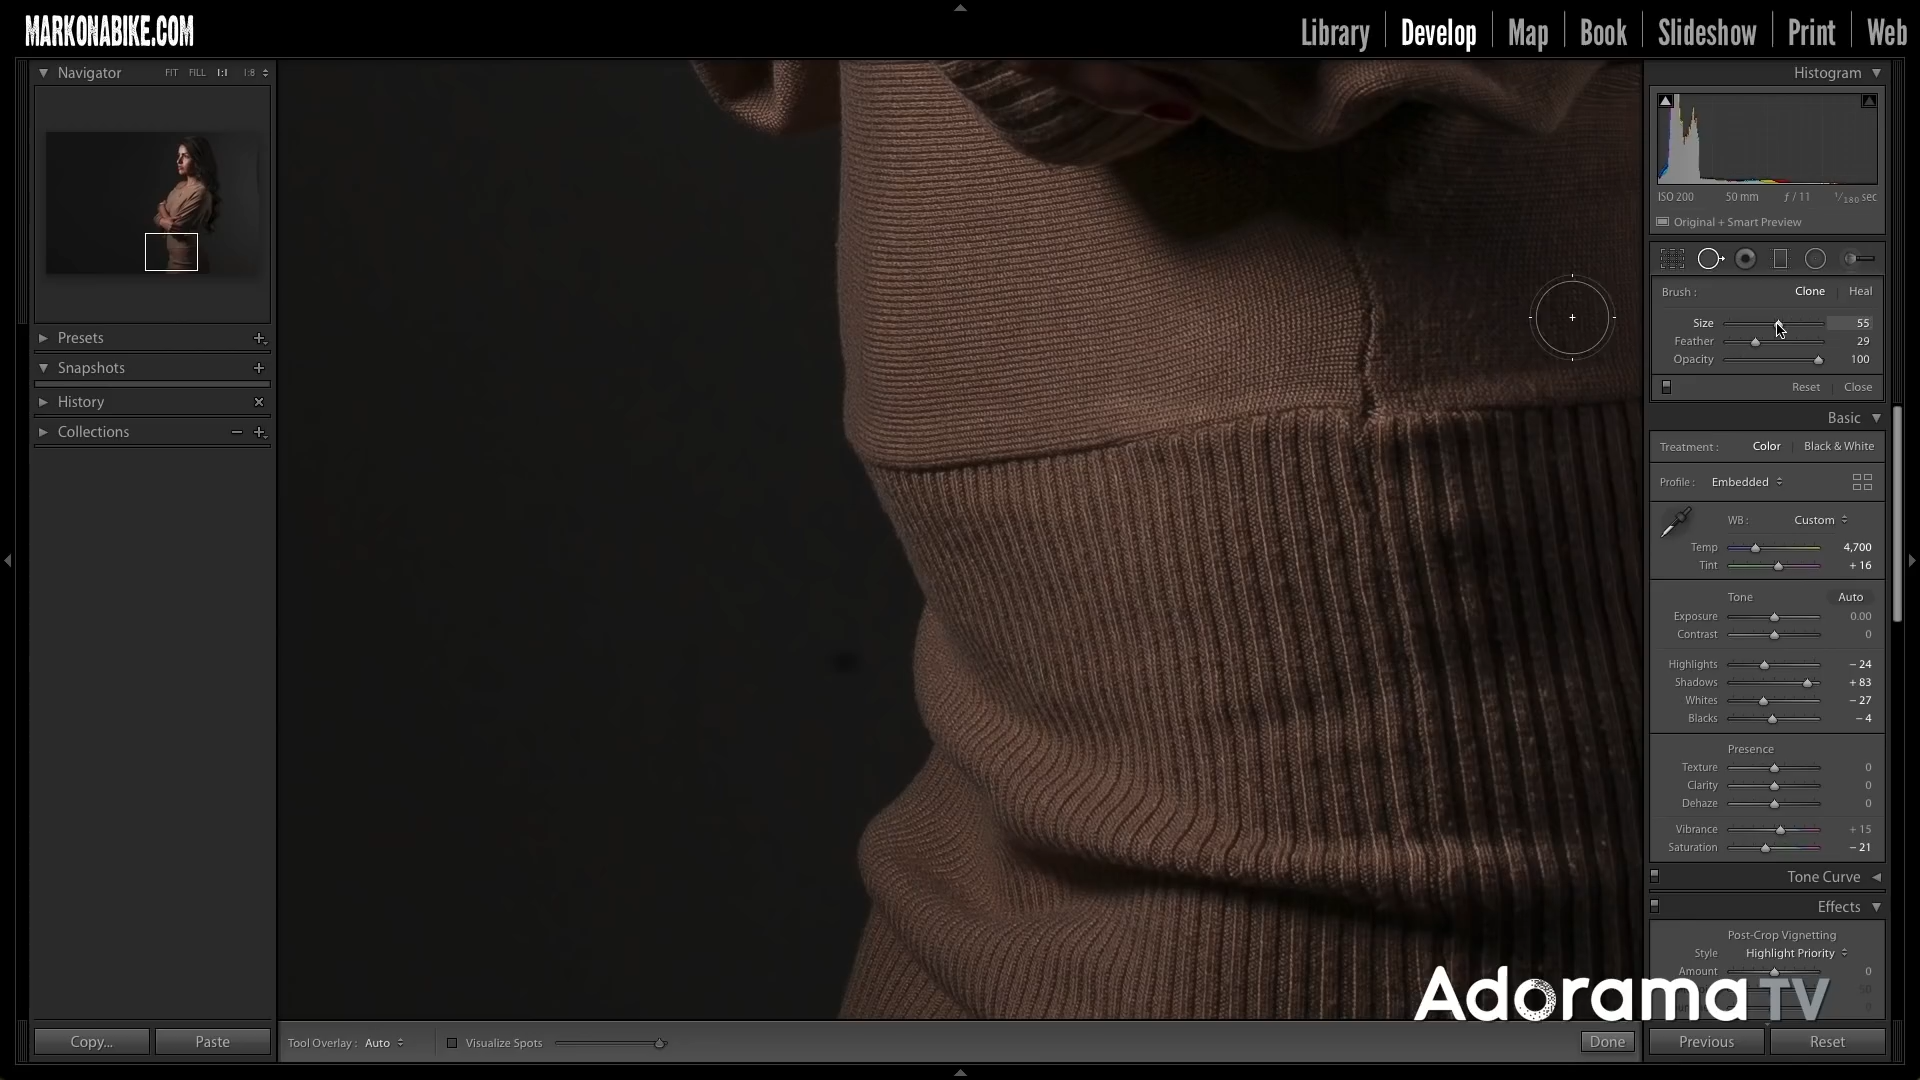 MARKONABIKE.COM
Library Develop Map Book Slideshow Print Web
Navigator FIT FILL 1:1 1:8
Presets
Snapshots
History
Collections
Copy... Paste
Tool Overlay : Auto Visualize Spots Done
Histogram
ISO 200 50 mm ƒ / 11 1/180 sec
Original + Smart Preview
Brush : Clone Heal
Size 55
Feather 29
Opacity 100
Reset Close
Basic
Treatment : Color Black & White
Profile : Embedded
WB : Custom
Temp 4,700
Tint + 16
Tone Auto
Exposure 0.00
Contrast 0
Highlights − 24
Shadows + 83
Whites − 27
Blacks − 4
Presence
Texture 0
Clarity 0
Dehaze 0
Vibrance + 15
Saturation − 21
Tone Curve
Effects
Post-Crop Vignetting
Style Highlight Priority
Amount 0
Adorama TV
Previous Reset